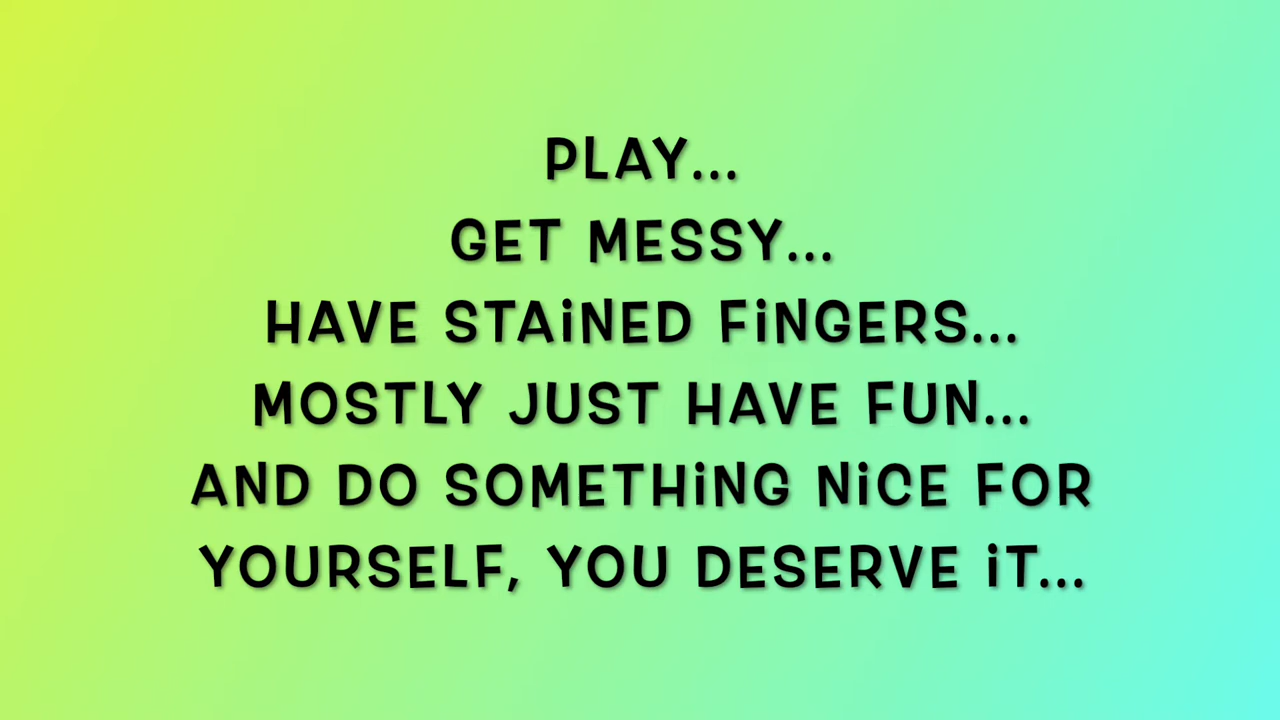 PLAY...
GET MESSY...
HAVE STAiNED FiNGERS...
MOSTLY JUST HAVE FUN...
AND DO SOMETHiNG NiCE FOR
YOURSELF, YOU DESERVE iT...